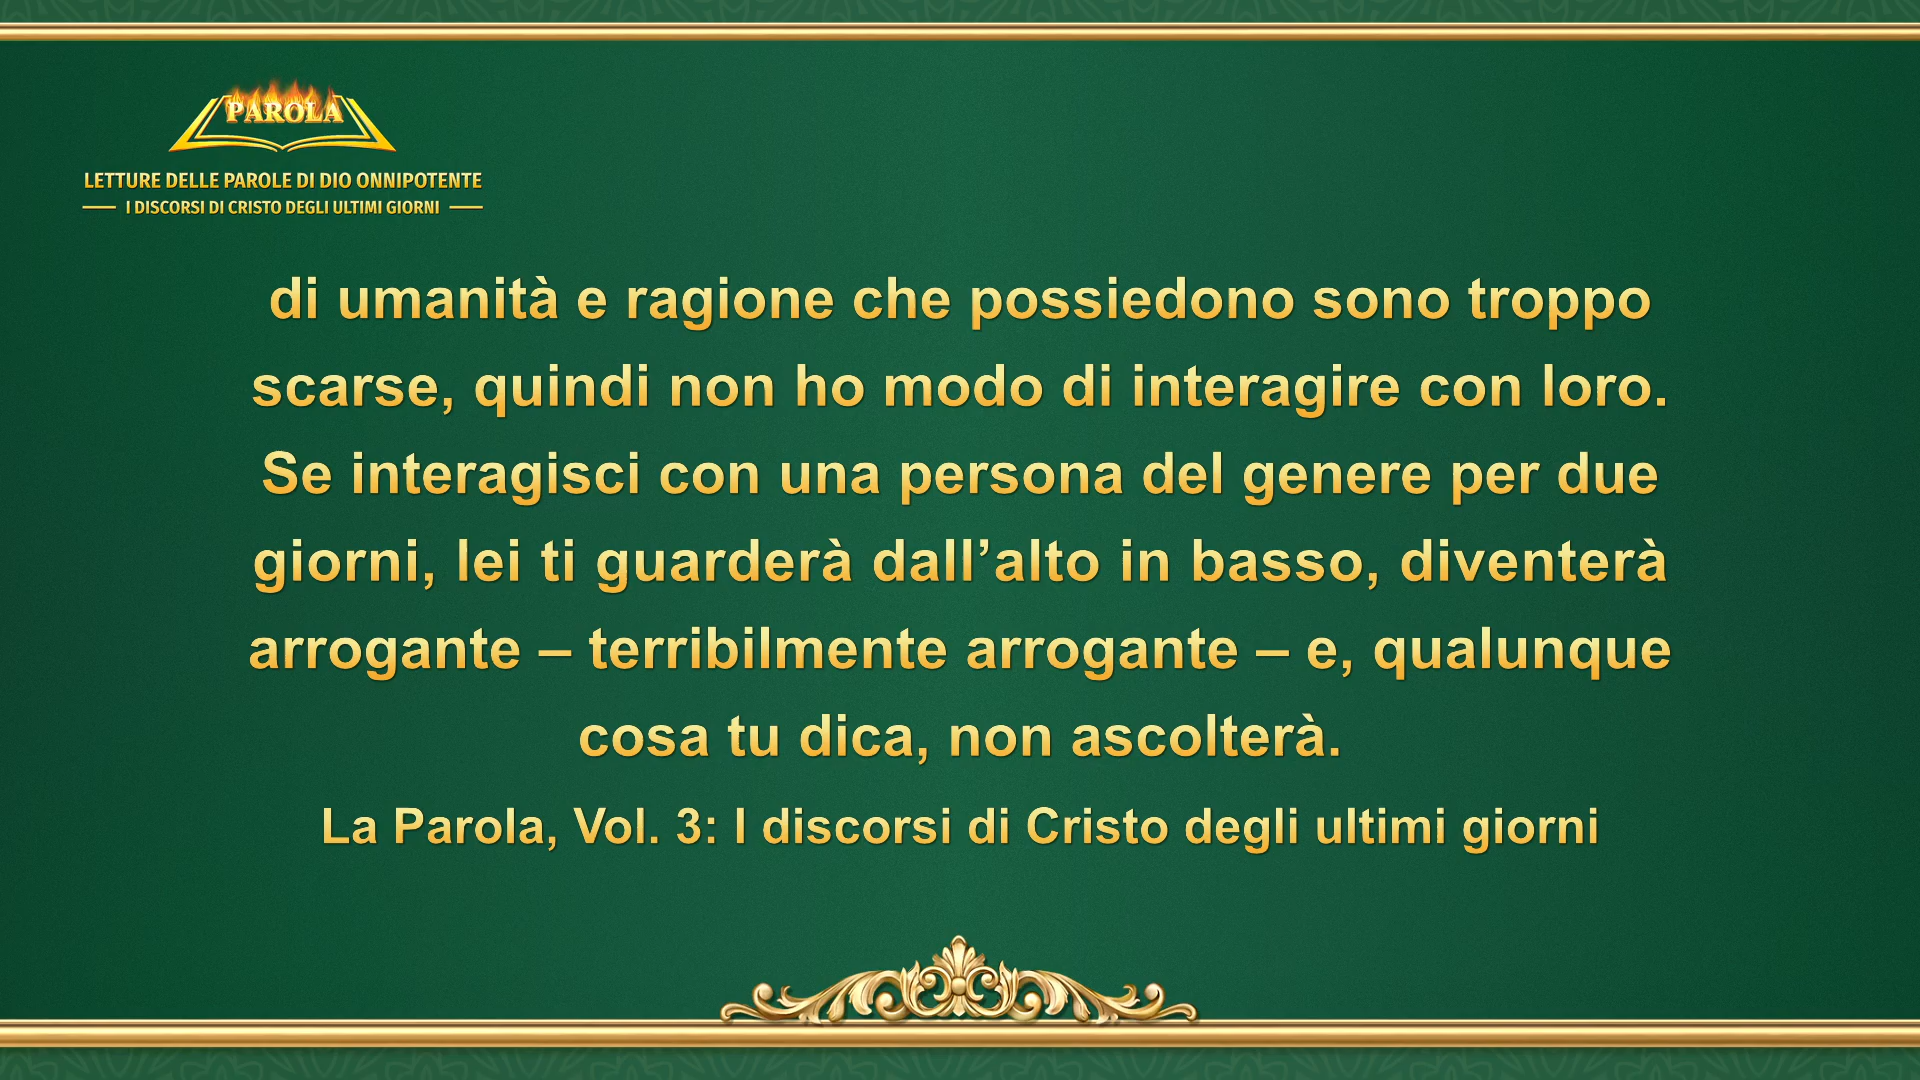 PAROLA
LETTURE DELLE PAROLE DI DIO ONNIPOTENTE
I DISCORSI DI CRISTO DEGLI ULTIMI GIORNI
di umanità e ragione che possiedono sono troppo
scarse, quindi non ho modo di interagire con loro.
Se interagisci con una persona del genere per due
giorni, lei ti guarderà dall’alto in basso, diventerà
arrogante – terribilmente arrogante – e, qualunque
cosa tu dica, non ascolterà.
La Parola, Vol. 3: I discorsi di Cristo degli ultimi giorni